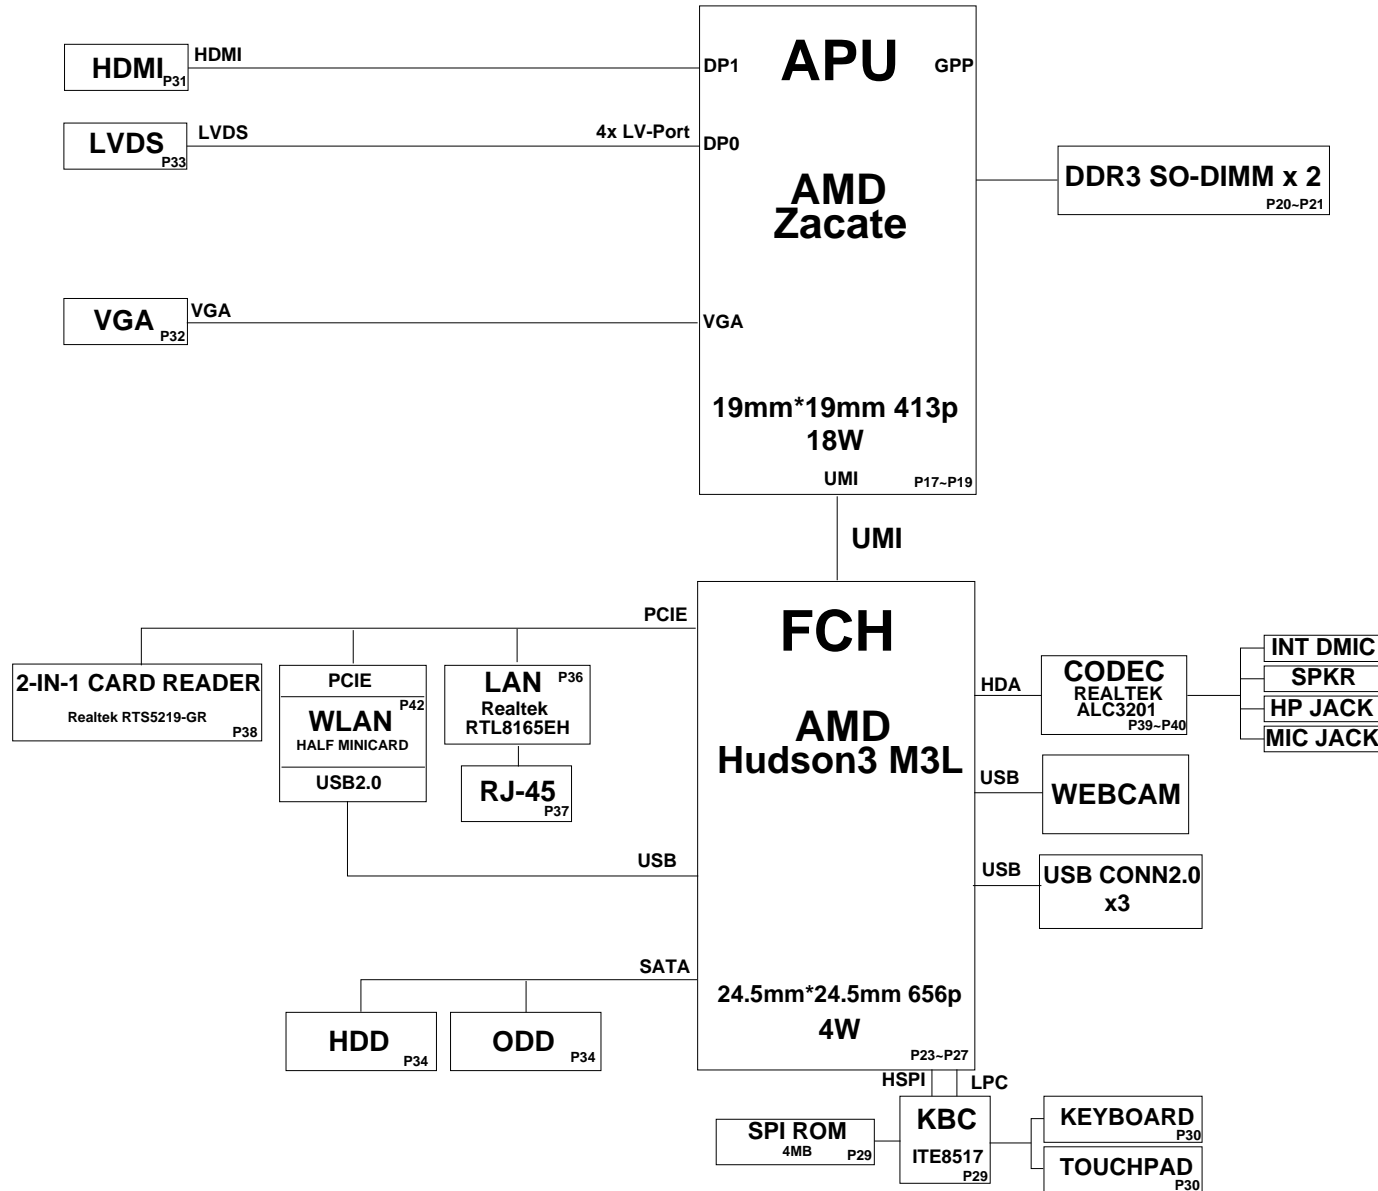 HDMI
P31
HDMI
DP1
APU
GPP
LVDS
P33
LVDS
4x LV-Port
DP0
AMD
Zacate
DDR3 SO-DIMM x 2
P20~P21
VGA
P32
VGA
VGA
19mm*19mm 413p
18W
UMI
P17~P19
UMI
PCIE
FCH
2-IN-1 CARD READER
Realtek RTS5219-GR
P38
PCIE
P42
WLAN
HALF MINICARD
USB2.0
LAN
P36
Realtek
RTL8165EH
RJ-45
P37
AMD
Hudson3 M3L
HDA
CODEC
REALTEK
ALC3201
P39~P40
INT DMIC
SPKR
HP JACK
MIC JACK
USB
WEBCAM
USB
USB
USB CONN2.0
x3
SATA
24.5mm*24.5mm 656p
4W
P23~P27
HDD
P34
ODD
P34
HSPI
LPC
SPI ROM
4MB
P29
KBC
ITE8517
P29
KEYBOARD
P30
TOUCHPAD
P30